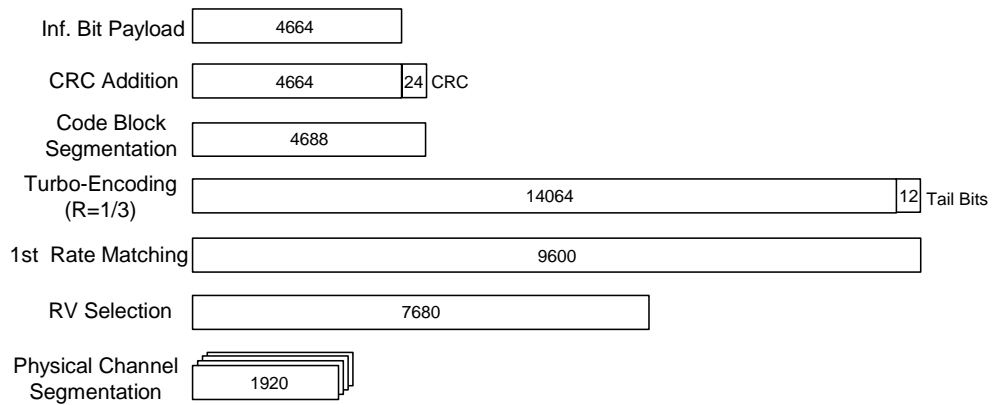 Inf. Bit Payload 4664
CRC Addition 4664 24 CRC
Code Block
Segmentation 4688
Turbo-Encoding
(R=1/3) 14064 12 Tail Bits
1st Rate Matching 9600
RV Selection 7680
Physical Channel
Segmentation 1920